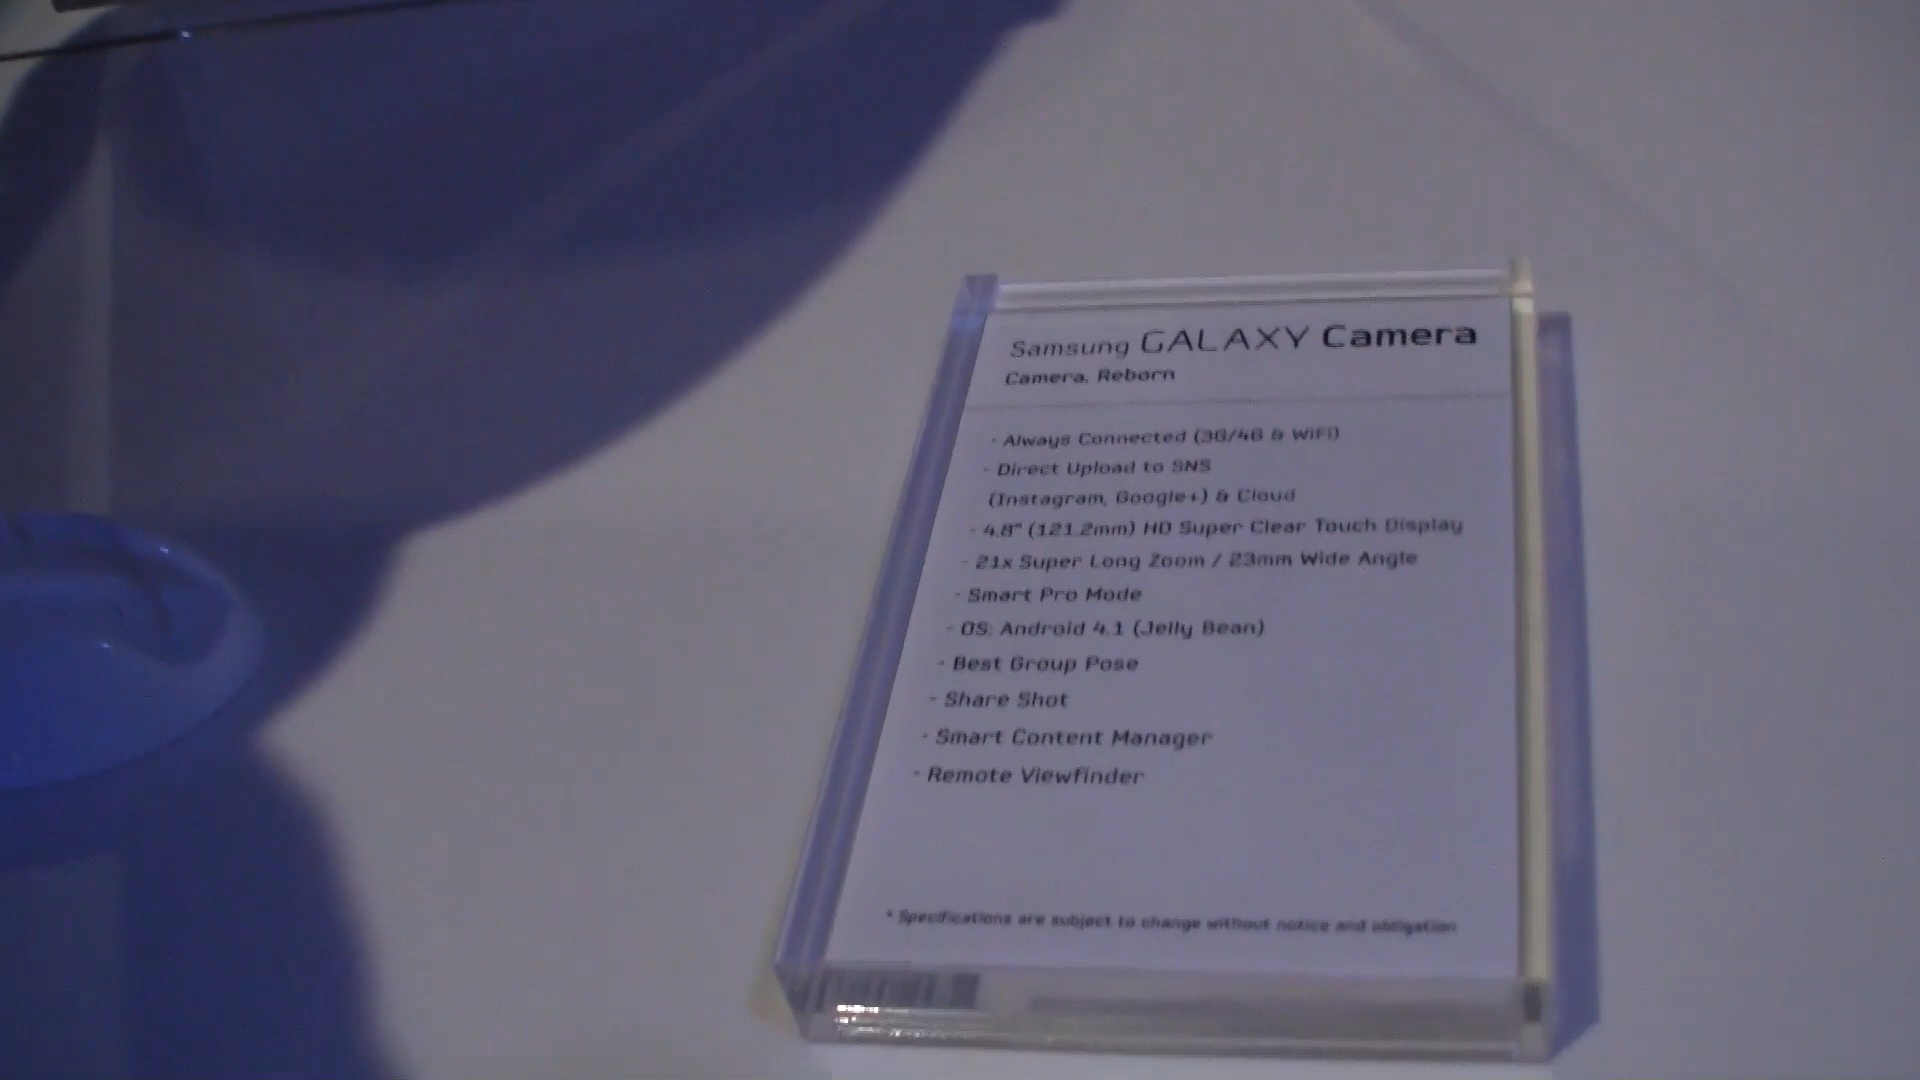 Samsung GALAXY Camera
Camera. Reborn
- Always Connected (3G/4G & WiFi)
- Direct Upload to SNS
(Instagram, Google+) & Cloud
- 4.8" (121.2mm) HD Super Clear Touch Display
- 21x Super Long Zoom / 23mm Wide Angle
- Smart Pro Mode
- OS: Android 4.1 (Jelly Bean)
- Best Group Pose
- Share Shot
- Smart Content Manager
- Remote Viewfinder
* Specifications are subject to change without notice and obligation